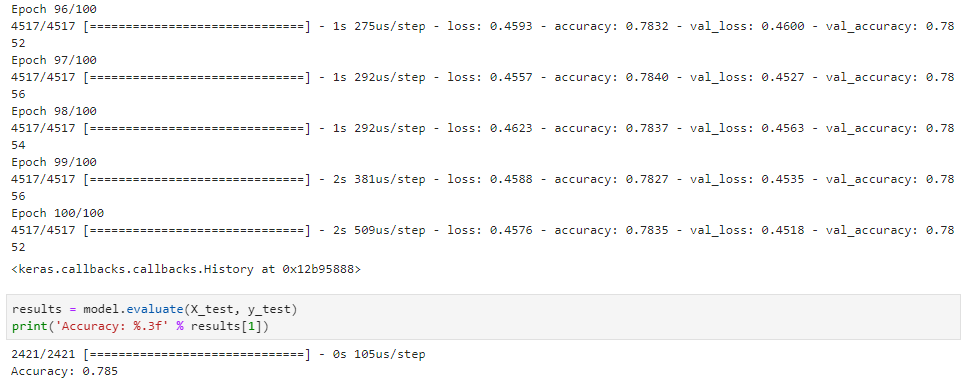 Epoch 96/100
4517/4517 [==============================] - 1s 275us/step - loss: 0.4593 - accuracy: 0.7832 - val_loss: 0.4600 - val_accuracy: 0.78
52
Epoch 97/100
4517/4517 [==============================] - 1s 292us/step - loss: 0.4557 - accuracy: 0.7840 - val_loss: 0.4527 - val_accuracy: 0.78
56
Epoch 98/100
4517/4517 [==============================] - 1s 292us/step - loss: 0.4623 - accuracy: 0.7837 - val_loss: 0.4563 - val_accuracy: 0.78
54
Epoch 99/100
4517/4517 [==============================] - 2s 381us/step - loss: 0.4588 - accuracy: 0.7827 - val_loss: 0.4535 - val_accuracy: 0.78
56
Epoch 100/100
4517/4517 [==============================] - 2s 509us/step - loss: 0.4576 - accuracy: 0.7835 - val_loss: 0.4518 - val_accuracy: 0.78
52
<keras.callbacks.callbacks.History at 0x12b95888>
results = model.evaluate(X_test, y_test)
print('Accuracy: %.3f' % results[1])
2421/2421 [==============================] - 0s 105us/step
Accuracy: 0.785